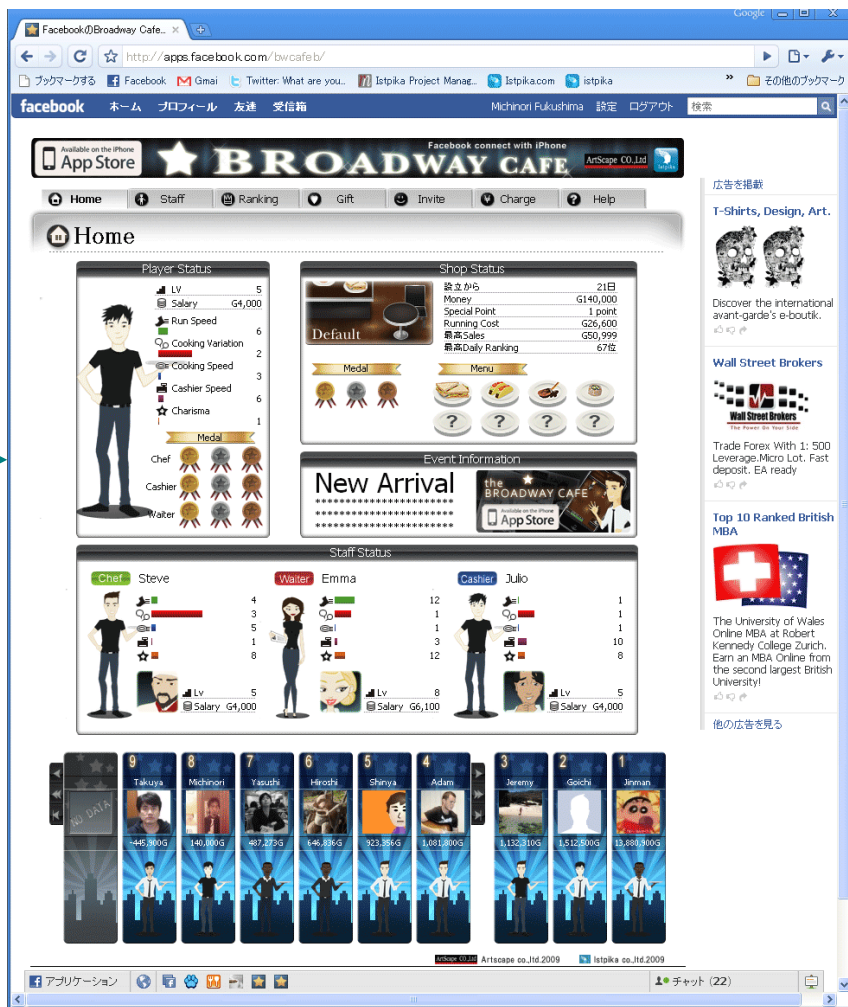 Google
FacebookのBroadway Cafe..
http://apps.facebook.com/bwcafeb/
ブックマークする Facebook Gmai Twitter: What are you.. Istpika Project Manag.. Istpika.com istpika » その他のブックマーク
facebook ホーム プロフィール 友達 受信箱 Michinori Fukushima 設定 ログアウト 検索
Available on the iPhone
App Store
Facebook connect with iPhone
BROADWAY CAFE
ArtScape CO.,Ltd Istpika
Home Staff Ranking Gift Invite Charge Help
Home
Player Status
LV 5
Salary G4,000
Run Speed
6
Cooking Variation
2
Cooking Speed
3
Cashier Speed
6
Charisma
1
Medal
Chef
Cashier
Waiter
Shop Status
Default
設立から 21日
Money G140,000
Special Point 1 point
Running Cost G26,600
最高Sales G50,999
最高Daily Ranking 67位
Medal Menu
? ? ? ?
Event Information
New Arrival
********************
********************
********************
the
BROADWAY CAFE
Available on the iPhone
App Store
Staff Status
Chef Steve
4
3
5
1
8
Lv 5
Salary G4,000
Waiter Emma
12
1
1
3
12
Lv 8
Salary G6,100
Cashier Julio
1
1
1
10
8
Lv 5
Salary G4,000
NO DATA
9 8 7 6 5 4 3 2 1
Takuya Michinori Yasushi Hiroshi Shinya Adam Jeremy Goichi Jinman
-445,900G 140,000G 487,273G 646,836G 923,356G 1,081,800G 1,132,310G 1,512,500G 13,880,900G
ArtScape CO.,Ltd Artscape co.,ltd.2009 Istpika co.,ltd.2009
広告を掲載
T-Shirts, Design, Art.
Discover the international
avant-garde's e-boutik.
Wall Street Brokers
Wall Street Brokers
The Power On Your Side
Trade Forex With 1: 500
Leverage.Micro Lot. Fast
deposit. EA ready
Top 10 Ranked British
MBA
The University of Wales
Online MBA at Robert
Kennedy College Zurich.
Earn an MBA Online from
the second largest British
University!
他の広告を見る
アプリケーション チャット (22)